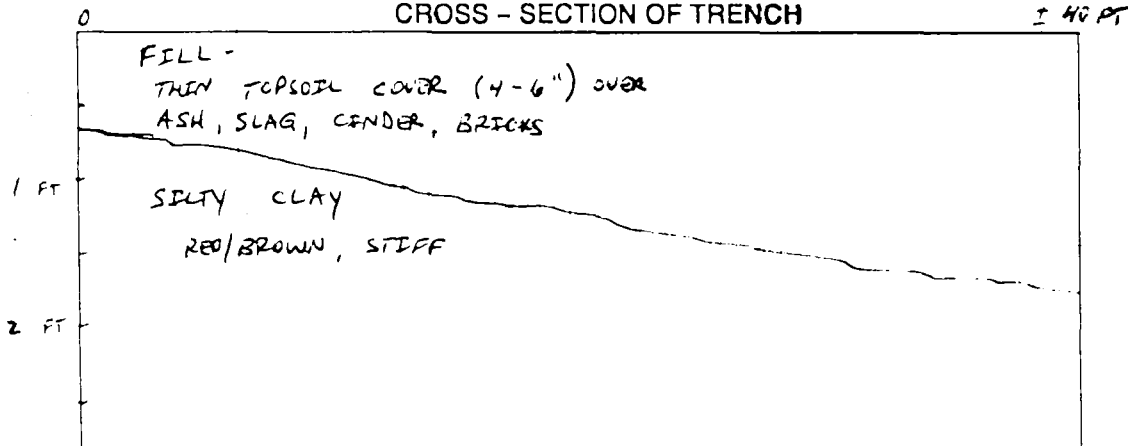 CROSS - SECTION OF TRENCH
0
± 40 FT
FILL -
THIN TOPSOIL COVER (4-6") OVER
ASH, SLAG, CINDER, BRICKS
1 FT
SILTY CLAY
RED/BROWN, STIFF
2 FT